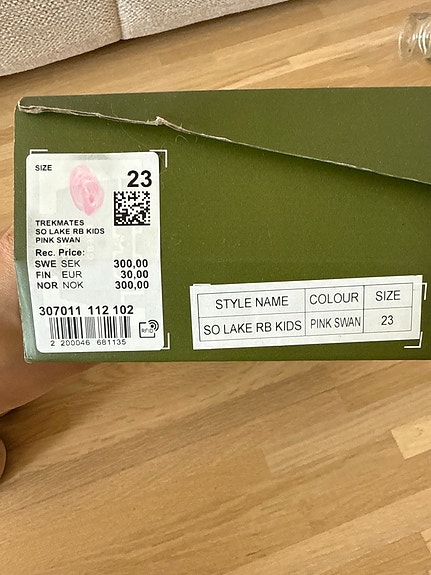 SIZE
23
TREKMATES
SO LAKE RB KIDS
PINK SWAN
Rec. Price:
SWE SEK 300,00
FIN EUR 30,00
NOR NOK 300,00
307011 112 102
2 200046 681135
RFID
STYLE NAME COLOUR SIZE
SO LAKE RB KIDS PINK SWAN 23